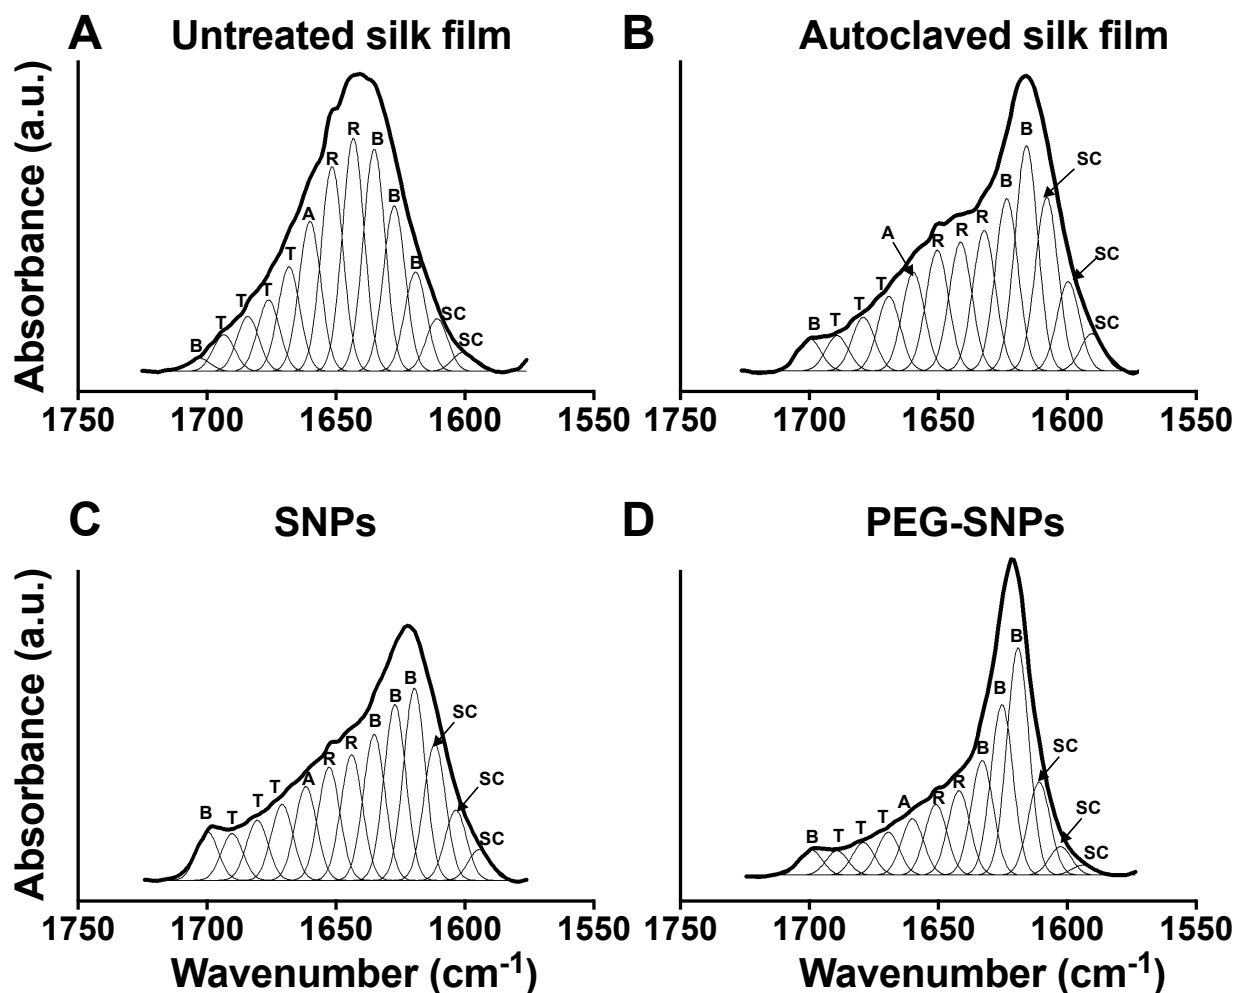 A Untreated silk film
Absorbance (a.u.)
B T T T T A R R B B B SC SC
1750 1700 1650 1600 1550
B Autoclaved silk film
B T T T A R R R B B SC SC SC
1750 1700 1650 1600 1550
C SNPs
Absorbance (a.u.)
B T T T A R R B B B SC SC SC
1750 1700 1650 1600 1550
Wavenumber (cm-1)
D PEG-SNPs
B T T T A R R B B B SC SC SC
1750 1700 1650 1600 1550
Wavenumber (cm-1)